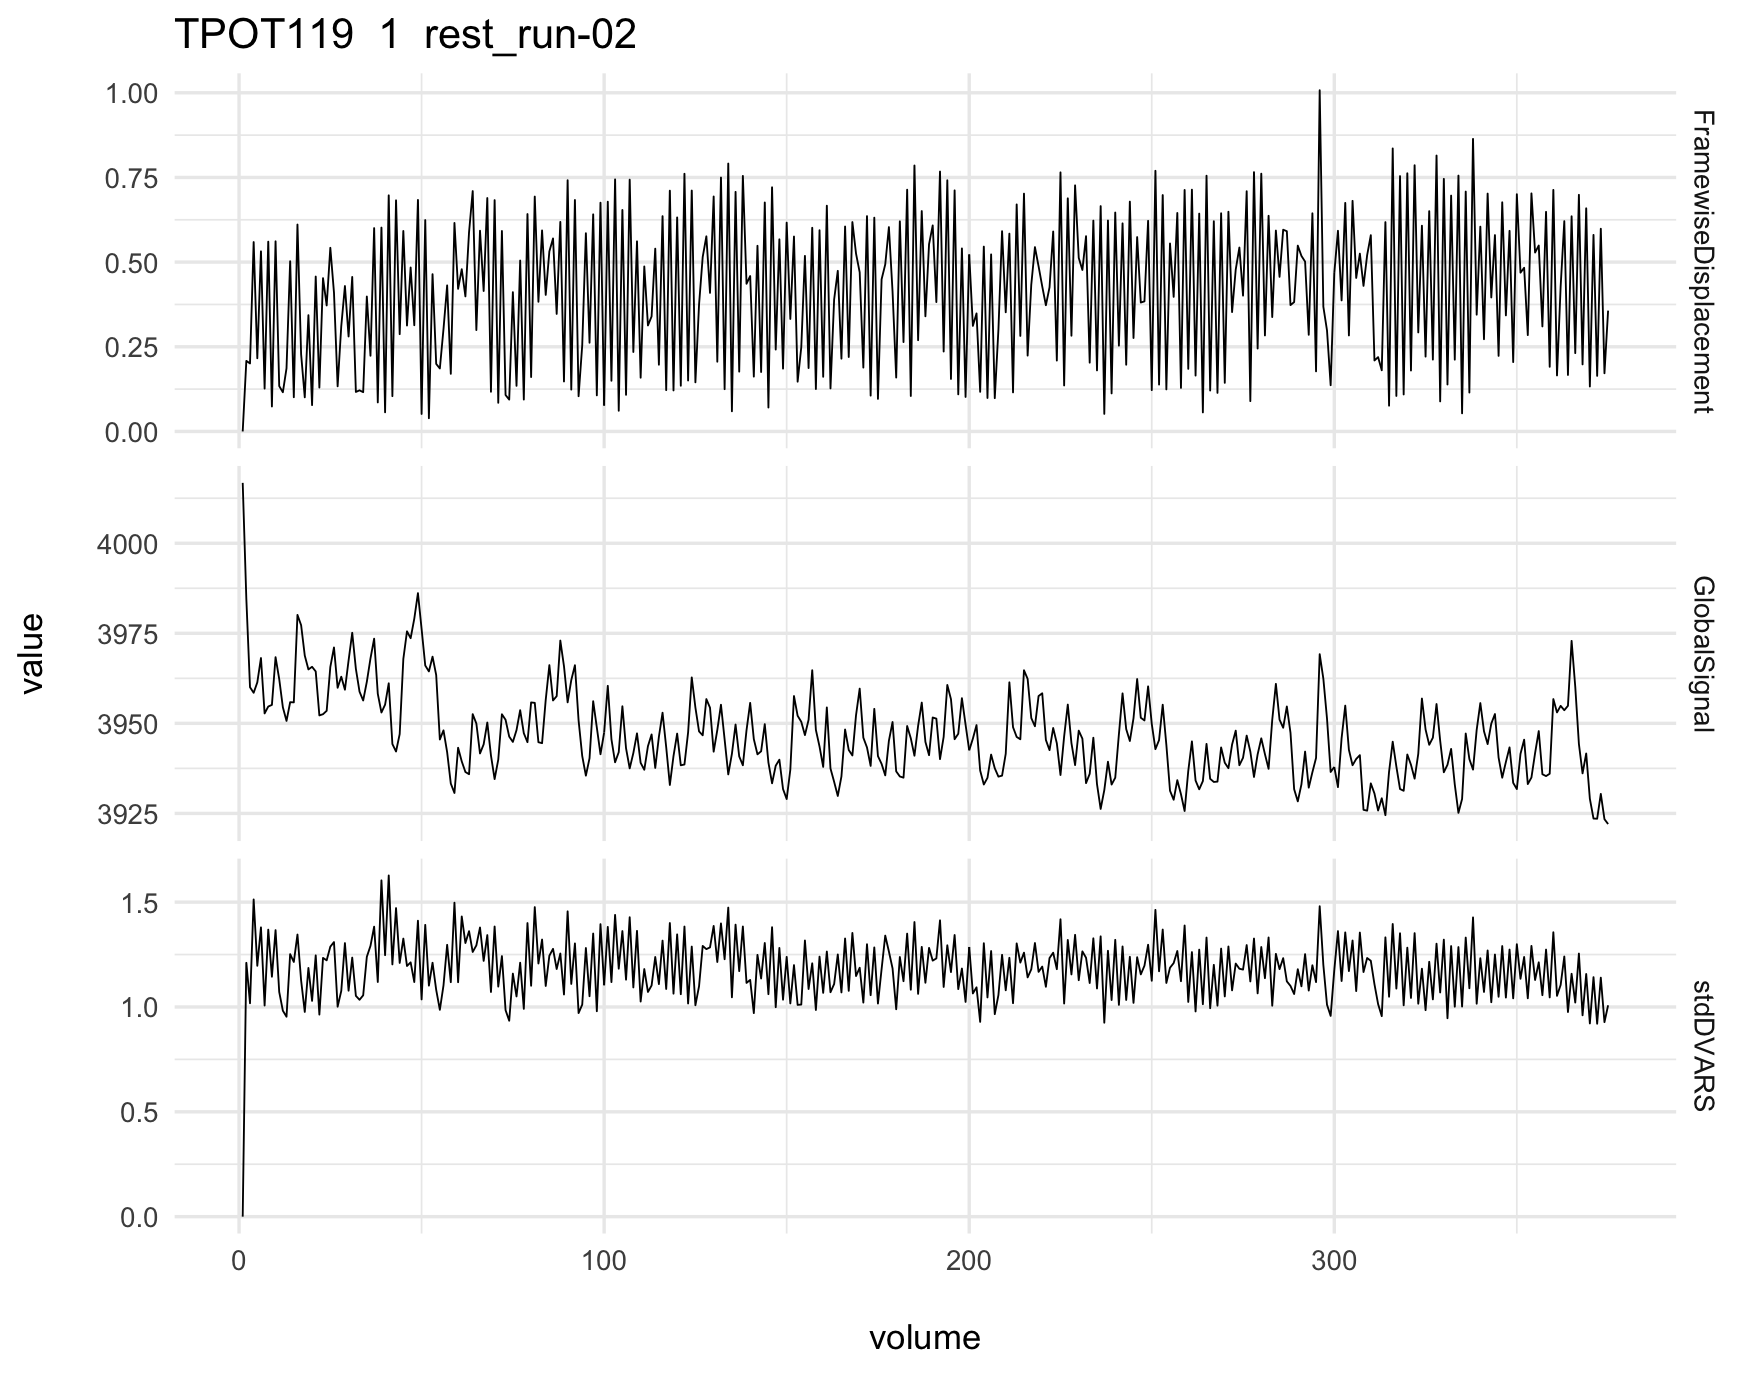 TPOT119  1  rest_run-02
1.00
0.75
0.50
0.25
0.00
FramewiseDisplacement
4000
3975
3950
3925
GlobalSignal
value
1.5
1.0
0.5
0.0
stdDVARS
0 100 200 300
volume